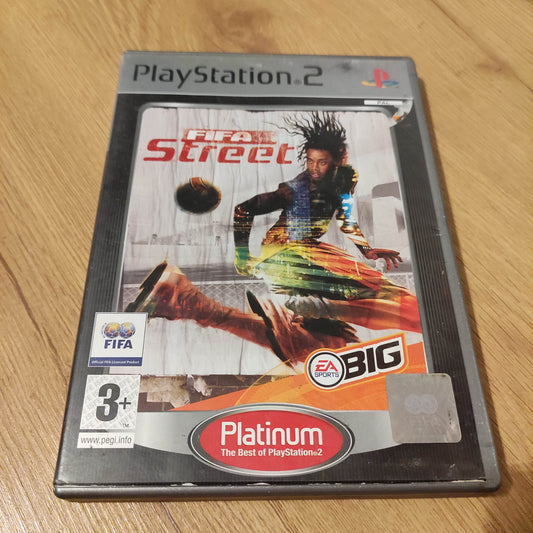 PlayStation®2
PAL
FIFA
Street
FIFA
Official FIFA Licensed Product
EA
SPORTS
BIG
3+
www.pegi.info
Platinum
The Best of PlayStation®2